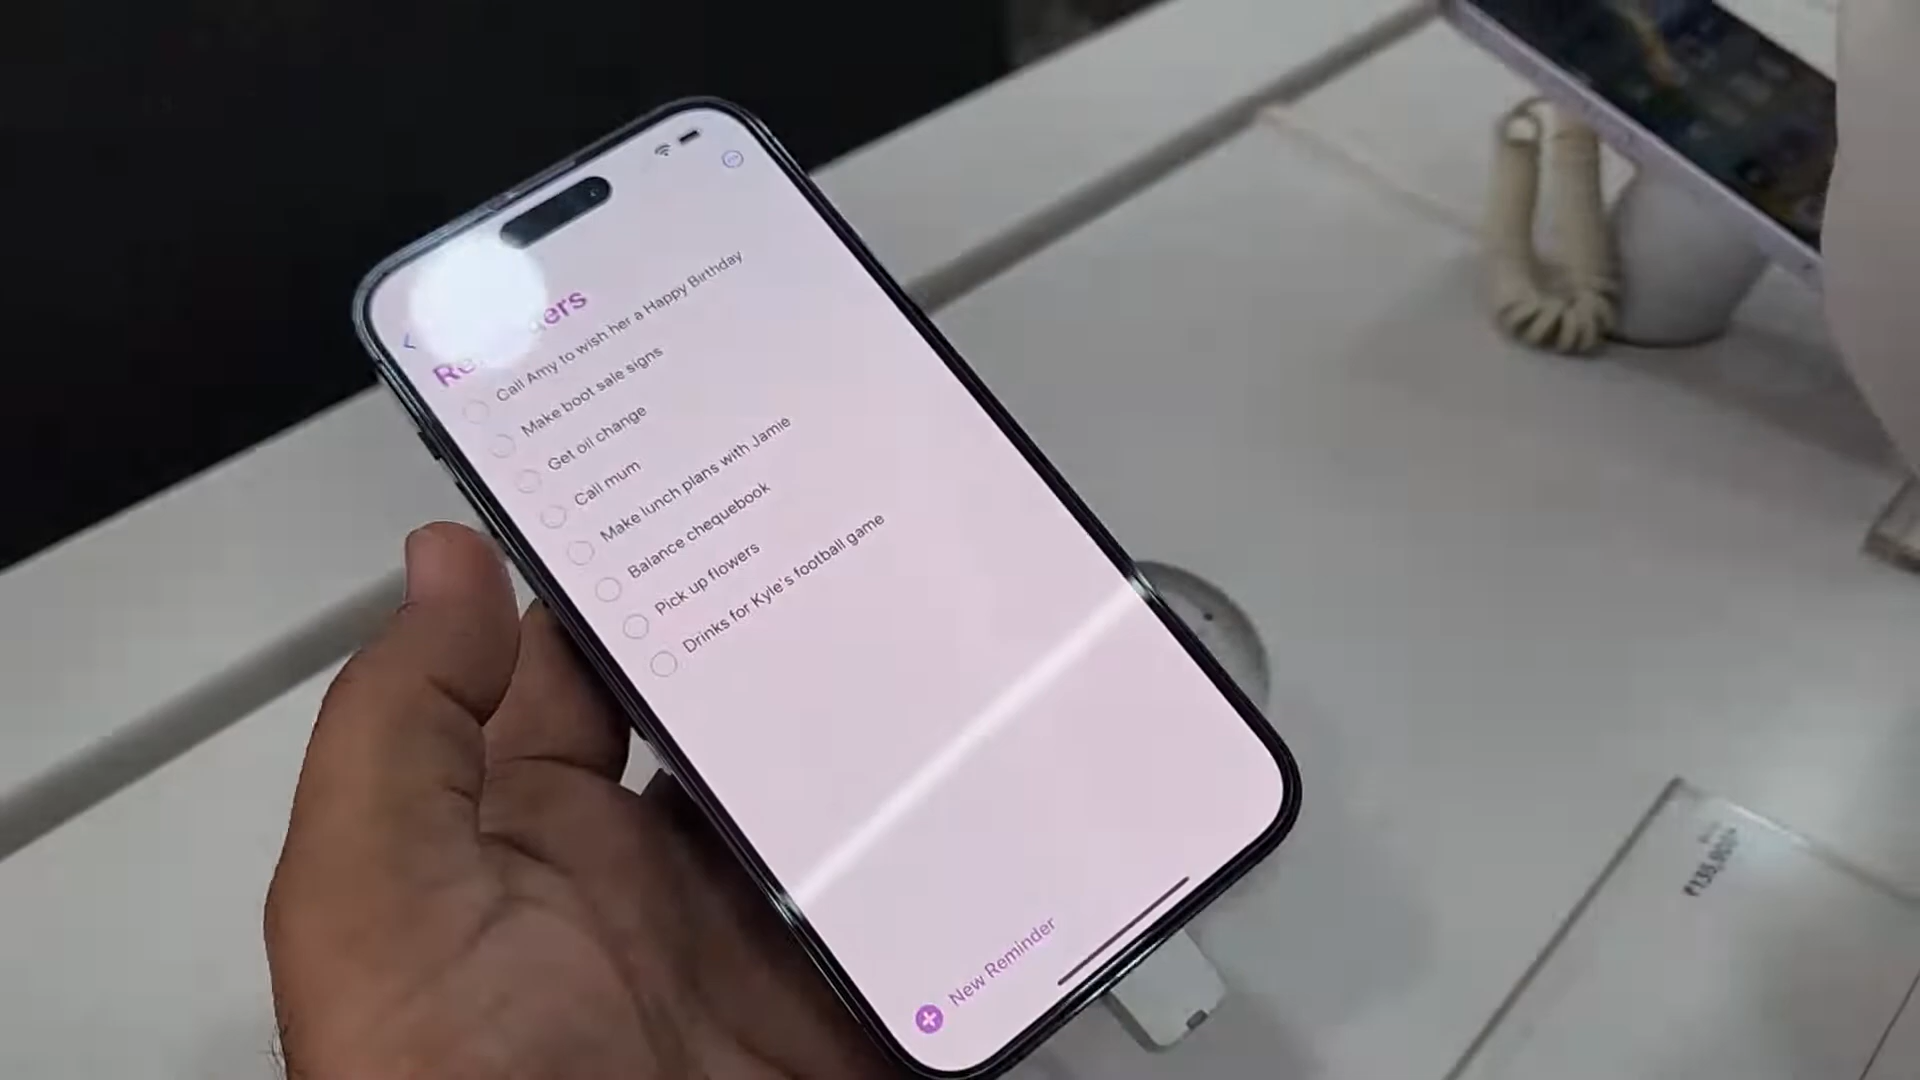 Call Amy to wish her a Happy Birthday
Make boot sale signs
Get oil change
Call mum
Make lunch plans with Jamie
Balance chequebook
Pick up flowers
Drinks for Kyle's football game
New Reminder